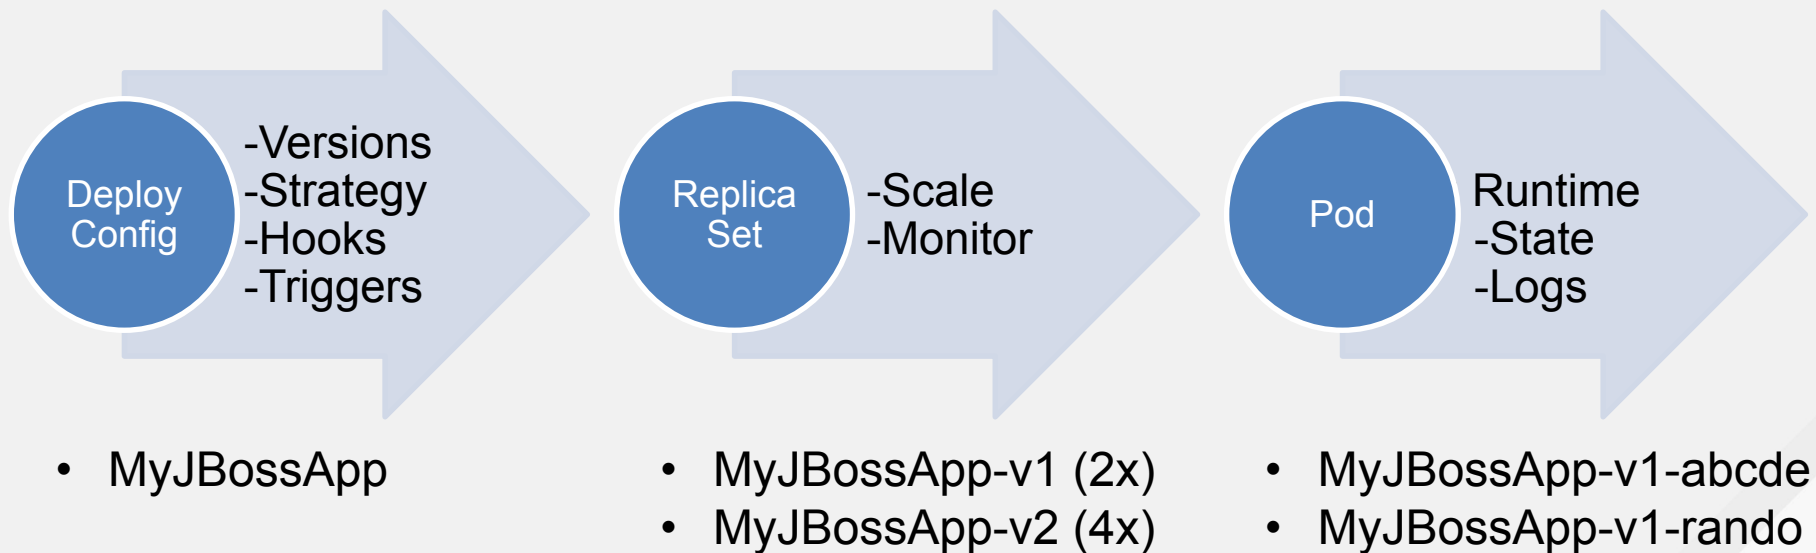 Deploy
Config
-Versions
-Strategy
-Hooks
-Triggers
Replica
Set
-Scale
-Monitor
Pod
Runtime
-State
-Logs
• MyJBossApp
• MyJBossApp-v1 (2x)
• MyJBossApp-v2 (4x)
• MyJBossApp-v1-abcde
• MyJBossApp-v1-rando